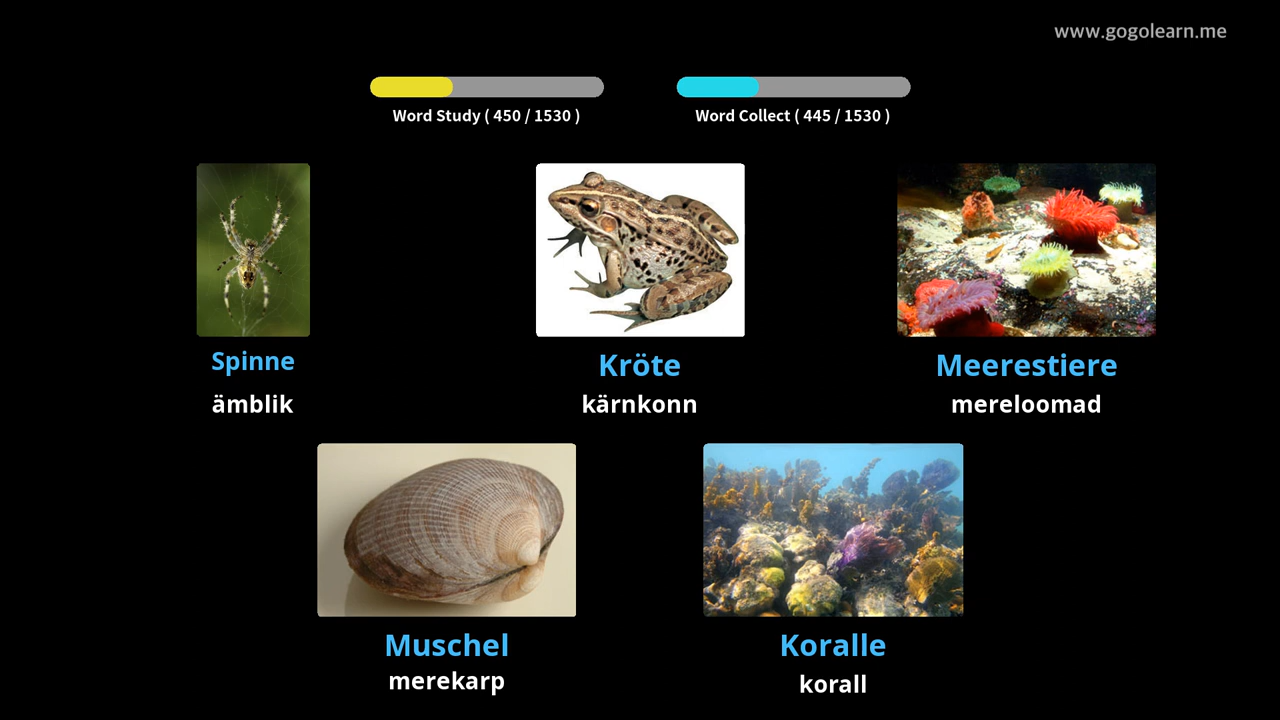 www.gogolearn.me
Word Study ( 450 / 1530 )
Word Collect ( 445 / 1530 )
Spinne
ämblik
Kröte
kärnkonn
Meerestiere
mereloomad
Muschel
merekarp
Koralle
korall